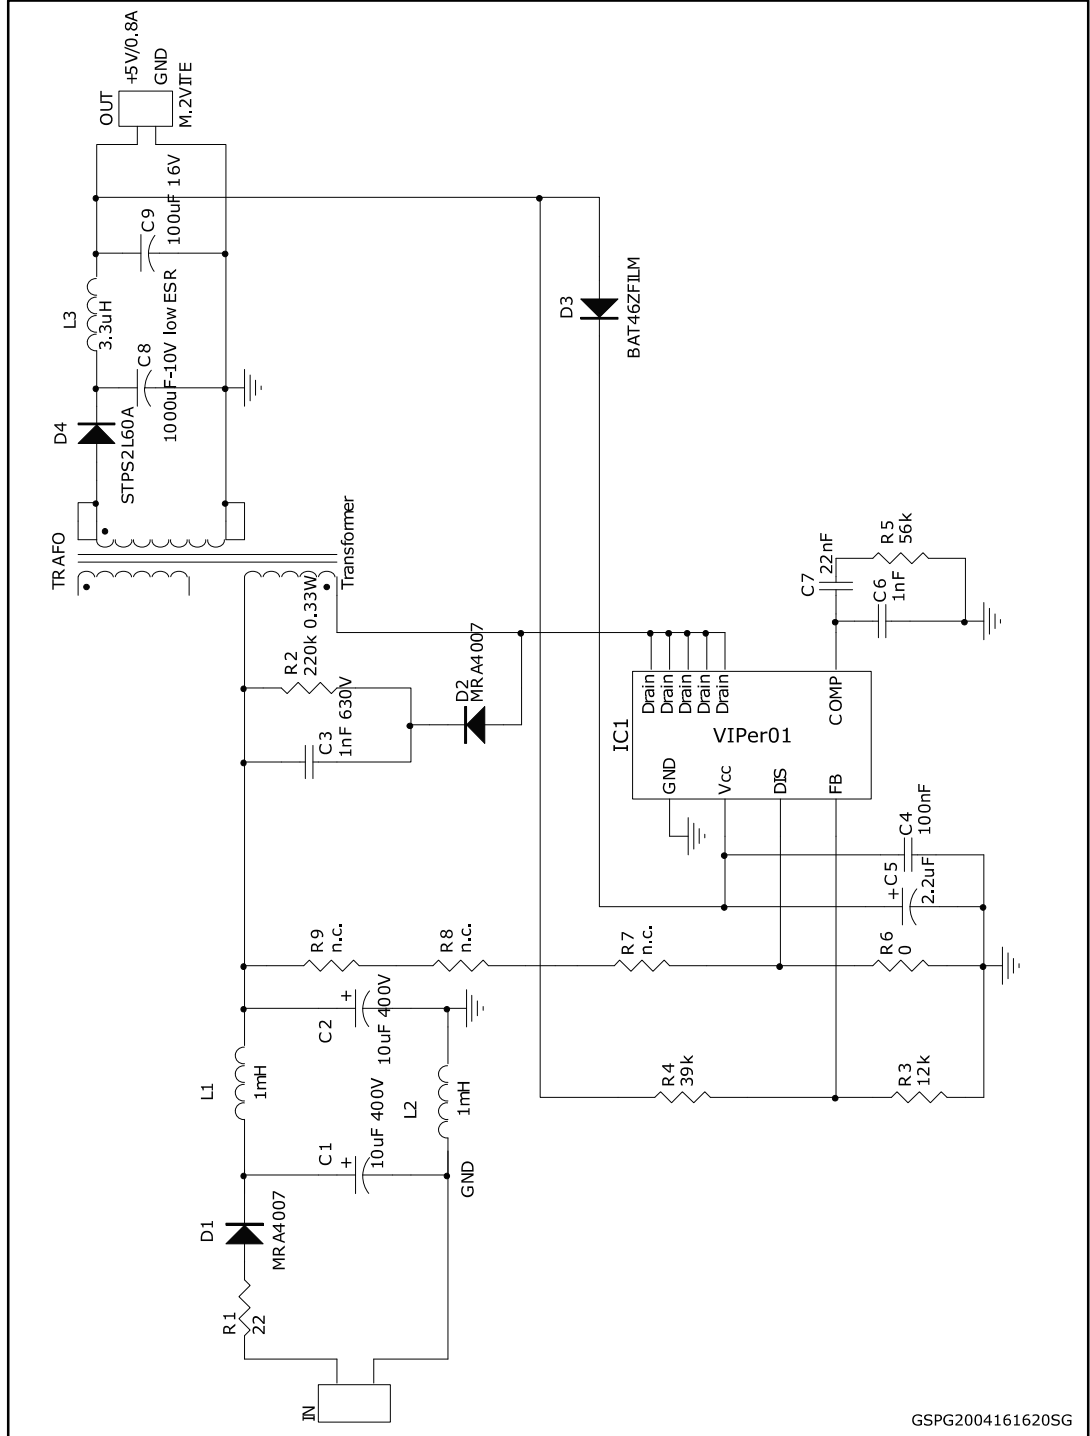 OUT
+5V/0.8A
GND
M.2VITE
C9
100uF 16V
L3
3.3uH
C8
1000uF-10V low ESR
D4
STPS2L60A
TRAFO
Transformer
D3
BAT46ZFILM
R2
220k 0.33W
C3
1nF 630V
D2
MRA4007
C7
22nF
R5
56k
C6
1nF
IC1
Drain
Drain
Drain
Drain
Drain
COMP
VIPer01
GND
Vcc
DIS
FB
C4
100nF
+C5
2.2uF
R9
n.c.
R8
n.c.
R7
n.c.
R6
0
C2
+
10uF 400V
L1
1mH
L2
1mH
R4
39k
R3
12k
C1
+
10uF 400V
GND
D1
MRA4007
R1
22
IN
GSPG2004161620SG